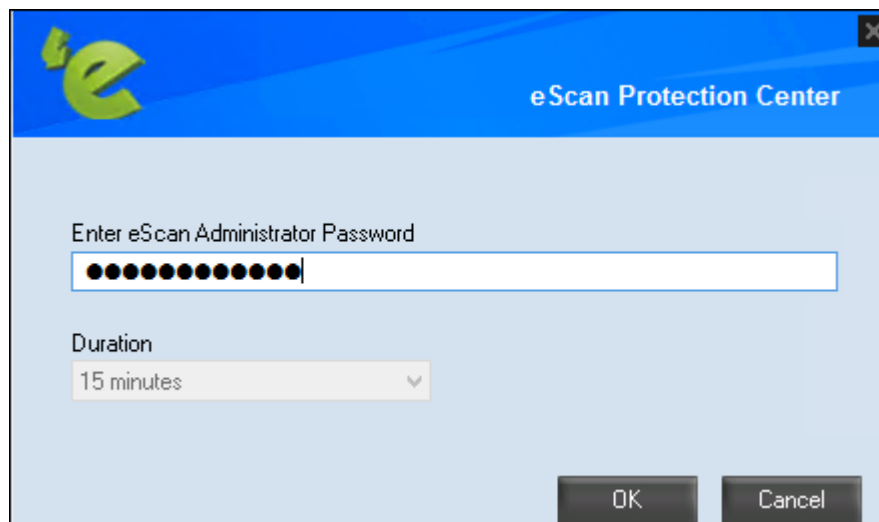 eScan Protection Center
Enter eScan Administrator Password
●●●●●●●●●●●●
Duration
15 minutes
OK
Cancel